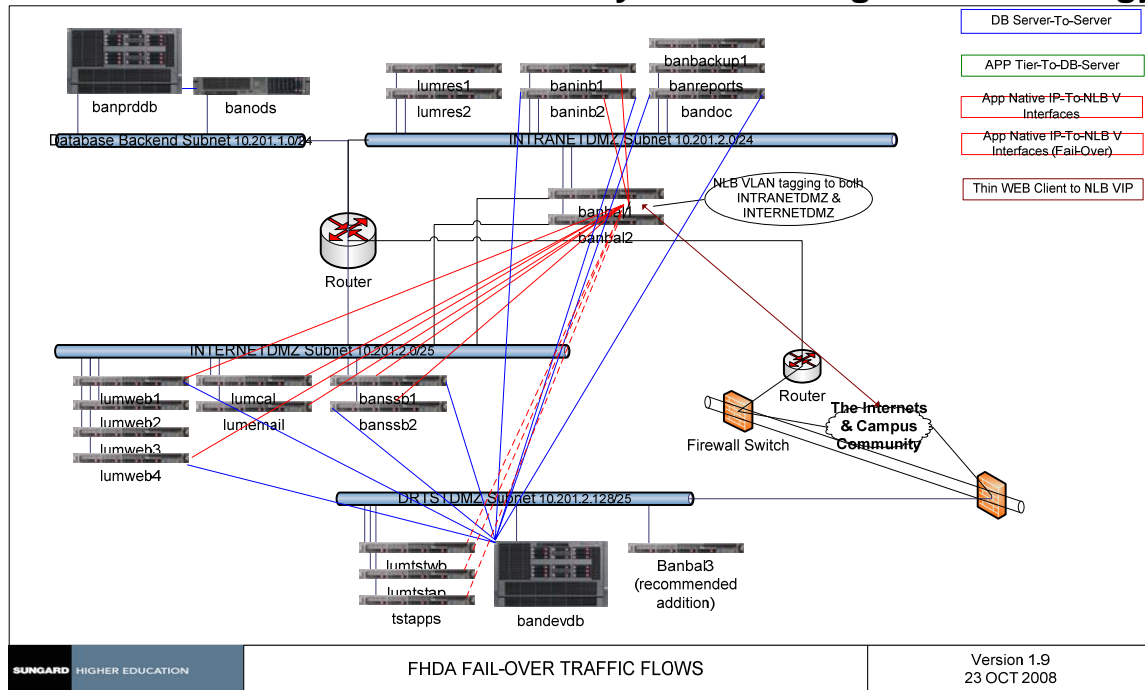 DB Server-To-Server
APP Tier-To-DB-Server
App Native IP-To-NLB V
Interfaces
App Native IP-To-NLB V
Interfaces (Fail-Over)
Thin WEB Client to NLB VIP
banprddb
banods
lumres1
lumres2
baninb1
baninb2
banbackup1
banreports
bandoc
Database Backend Subnet 10.201.1.0/24
INTRANETDMZ Subnet 10.201.2.0/24
NLB VLAN tagging to both
INTRANETDMZ &
INTERNETDMZ
banbal1
banbal2
Router
INTERNETDMZ Subnet 10.201.2.0/25
lumweb1
lumweb2
lumweb3
lumweb4
lumcal
lumemail
banssb1
banssb2
Router
Firewall Switch
The Internets
& Campus
Community
DRTSTDMZ Subnet 10.201.2.128/25
lumtstwb
lumtstap
tstapps
bandevdb
Banbal3
(recommended
addition)
SUNGARD HIGHER EDUCATION
FHDA FAIL-OVER TRAFFIC FLOWS
Version 1.9
23 OCT 2008